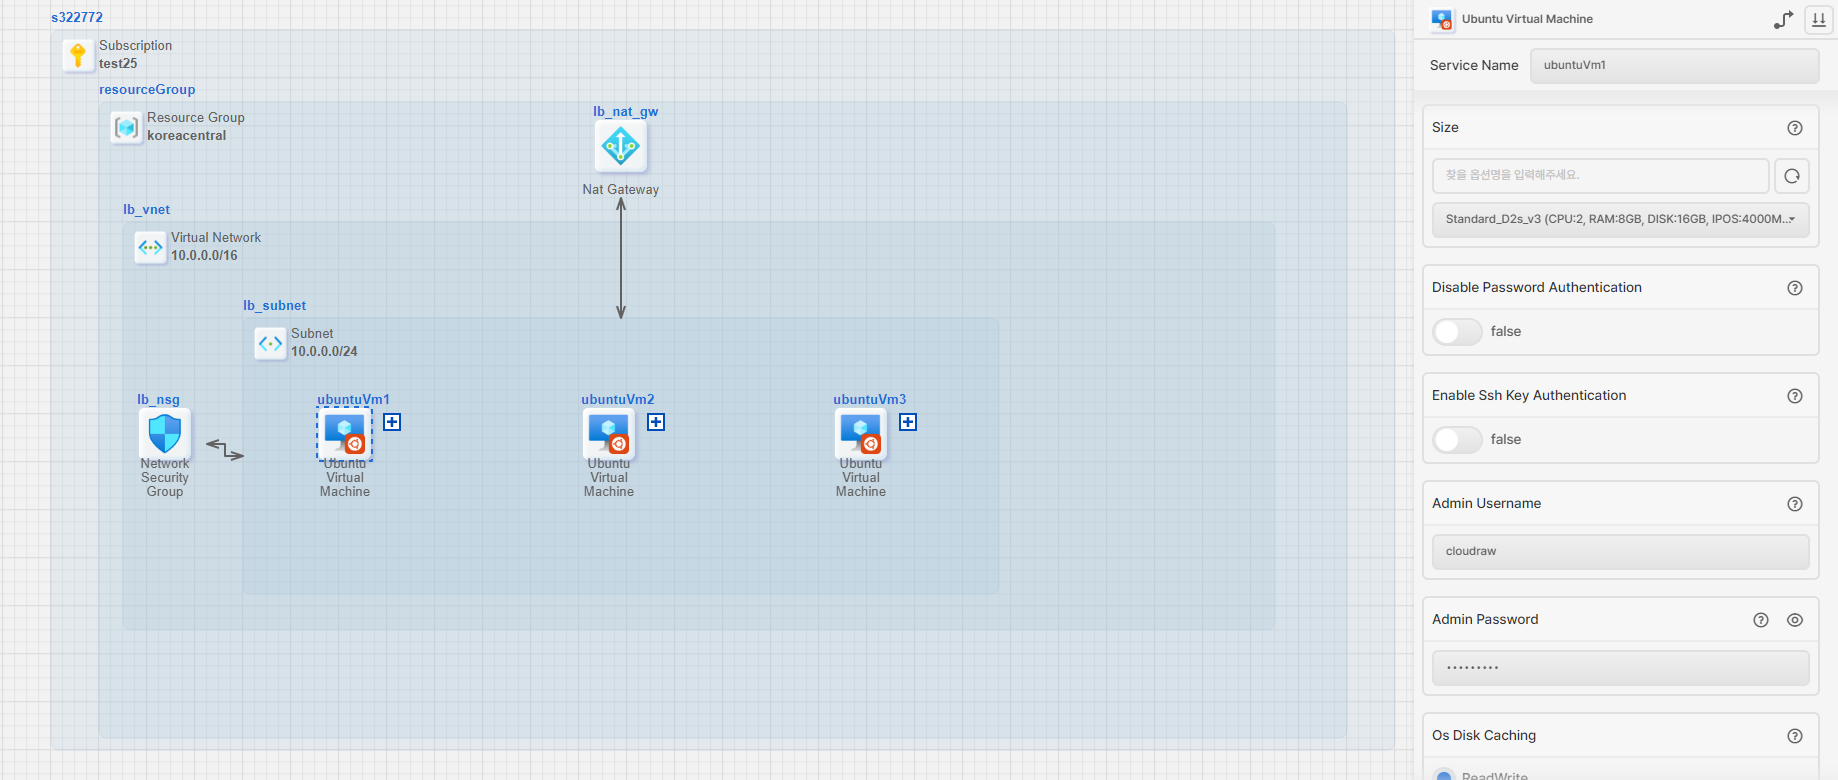 s322772
Subscription
test25
resourceGroup
Resource Group
koreacentral
lb_nat_gw
Nat Gateway
lb_vnet
Virtual Network
10.0.0.0/16
lb_subnet
Subnet
10.0.0.0/24
lb_nsg
Network
Security
Group
ubuntuVm1
Ubuntu
Virtual
Machine
ubuntuVm2
Ubuntu
Virtual
Machine
ubuntuVm3
Ubuntu
Virtual
Machine
Ubuntu Virtual Machine
Service Name
ubuntuVm1
Size
찾을 옵션명을 입력해주세요.
Standard_D2s_v3 (CPU:2, RAM:8GB, DISK:16GB, IPOS:4000M...
Disable Password Authentication
false
Enable Ssh Key Authentication
false
Admin Username
cloudraw
Admin Password
•••••••••
Os Disk Caching
ReadWrite